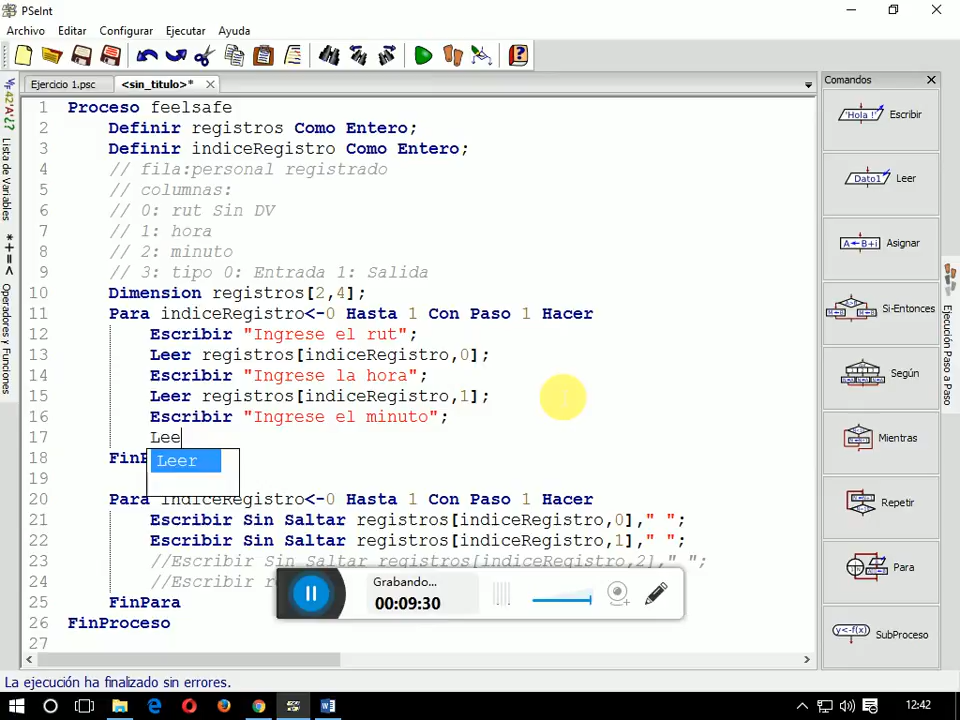 PSeInt
Archivo Editar Configurar Ejecutar Ayuda
Ejercicio 1.psc <sin_titulo>*
1 Proceso feelsafe
2 Definir registros Como Entero;
3 Definir indiceRegistro Como Entero;
4 // fila:personal registrado
5 // columnas:
6 // 0: rut Sin DV
7 // 1: hora
8 // 2: minuto
9 // 3: tipo 0: Entrada 1: Salida
10 Dimension registros[2,4];
11 Para indiceRegistro<-0 Hasta 1 Con Paso 1 Hacer
12 Escribir "Ingrese el rut";
13 Leer registros[indiceRegistro,0];
14 Escribir "Ingrese la hora";
15 Leer registros[indiceRegistro,1];
16 Escribir "Ingrese el minuto";
17 Lee
Leer
18
19
20 Para indiceRegistro<-0 Hasta 1 Con Paso 1 Hacer
21 Escribir Sin Saltar registros[indiceRegistro,0]," ";
22 Escribir Sin Saltar registros[indiceRegistro,1]," ";
23 //Escribir Sin Saltar registros[indiceRegistro,2]," ";
24 //Escribir
25 FinPara
26 FinProceso
27
Grabando...
00:09:30
Lista de Variables
*+=< Operadores y Funciones
Comandos
'Hola !' Escribir
Dato1 Leer
A←B+i Asignar
Si-Entonces
Según
Mientras
Repetir
Para
y<-f(x) SubProceso
Ejecución Paso a Paso
La ejecución ha finalizado sin errores.
12:42